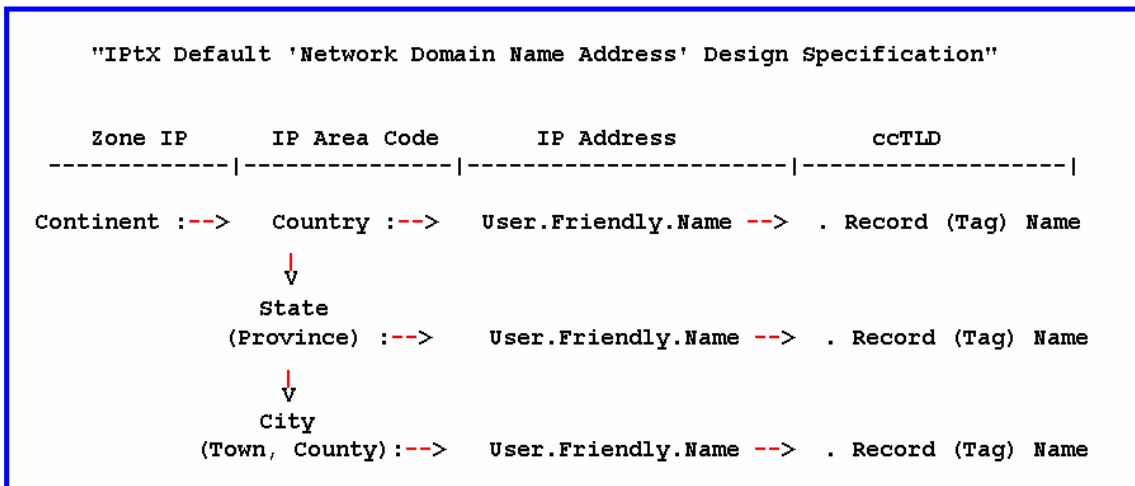 "IPtX Default 'Network Domain Name Address' Design Specification"
Zone IP IP Area Code IP Address ccTLD
-------------|---------------|-----------------------|-------------------|
Continent :--> Country :--> User.Friendly.Name --> . Record (Tag) Name
|
V
State
(Province) :--> User.Friendly.Name --> . Record (Tag) Name
|
V
City
(Town, County):--> User.Friendly.Name --> . Record (Tag) Name